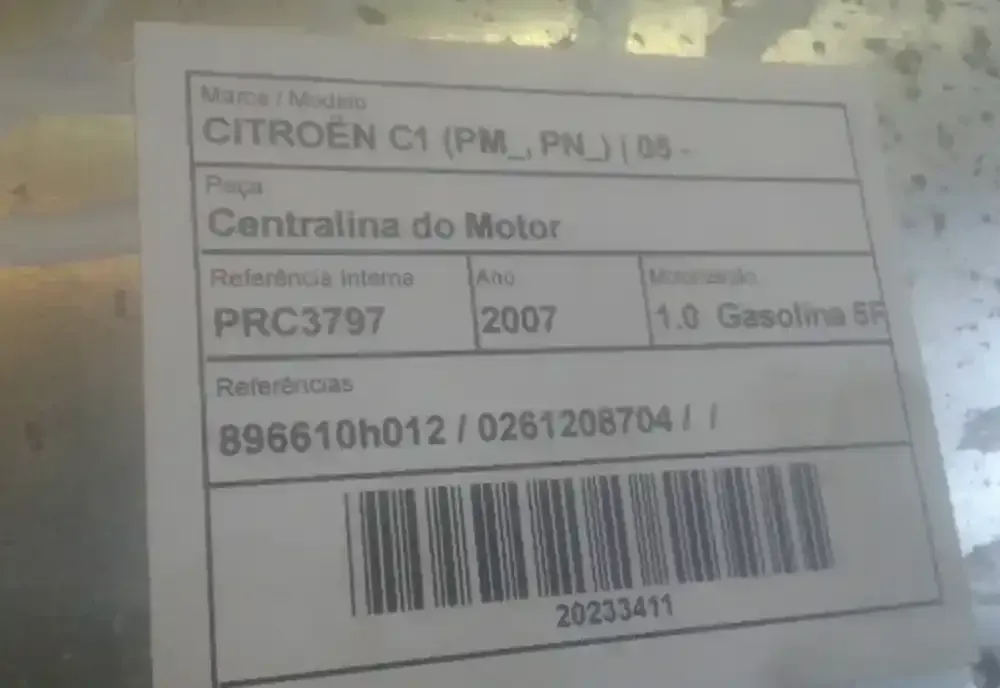 Marca / Modelo
CITROËN C1 (PM_, PN_) | 05 -
Peça
Centralina do Motor
Referência Interna Ano Motorização
PRC3797 2007 1.0 Gasolina 5P
Referências
896610h012 / 0261208704 / /
20233411